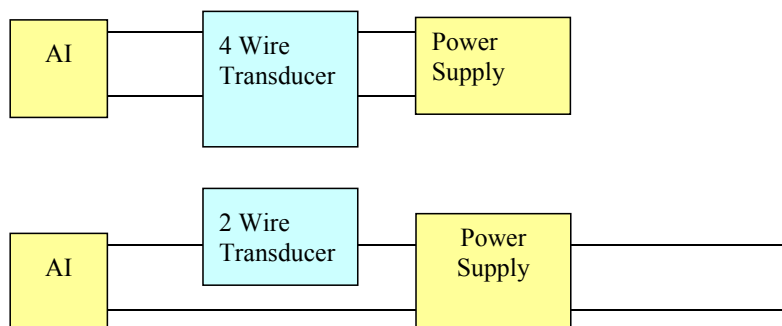 AI
4 Wire
Transducer
Power
Supply
AI
2 Wire
Transducer
Power
Supply